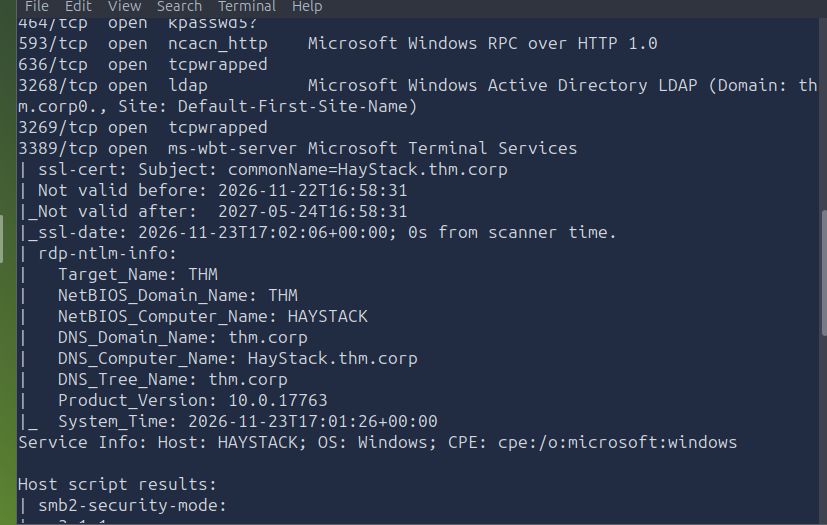 File Edit View Search Terminal Help
464/tcp open kpasswd5?
593/tcp open ncacn_http Microsoft Windows RPC over HTTP 1.0
636/tcp open tcpwrapped
3268/tcp open ldap Microsoft Windows Active Directory LDAP (Domain: th
m.corp0., Site: Default-First-Site-Name)
3269/tcp open tcpwrapped
3389/tcp open ms-wbt-server Microsoft Terminal Services
| ssl-cert: Subject: commonName=HayStack.thm.corp
| Not valid before: 2026-11-22T16:58:31
|_Not valid after: 2027-05-24T16:58:31
|_ssl-date: 2026-11-23T17:02:06+00:00; 0s from scanner time.
| rdp-ntlm-info:
| Target_Name: THM
| NetBIOS_Domain_Name: THM
| NetBIOS_Computer_Name: HAYSTACK
| DNS_Domain_Name: thm.corp
| DNS_Computer_Name: HayStack.thm.corp
| DNS_Tree_Name: thm.corp
| Product_Version: 10.0.17763
|_ System_Time: 2026-11-23T17:01:26+00:00
Service Info: Host: HAYSTACK; OS: Windows; CPE: cpe:/o:microsoft:windows
Host script results:
| smb2-security-mode: